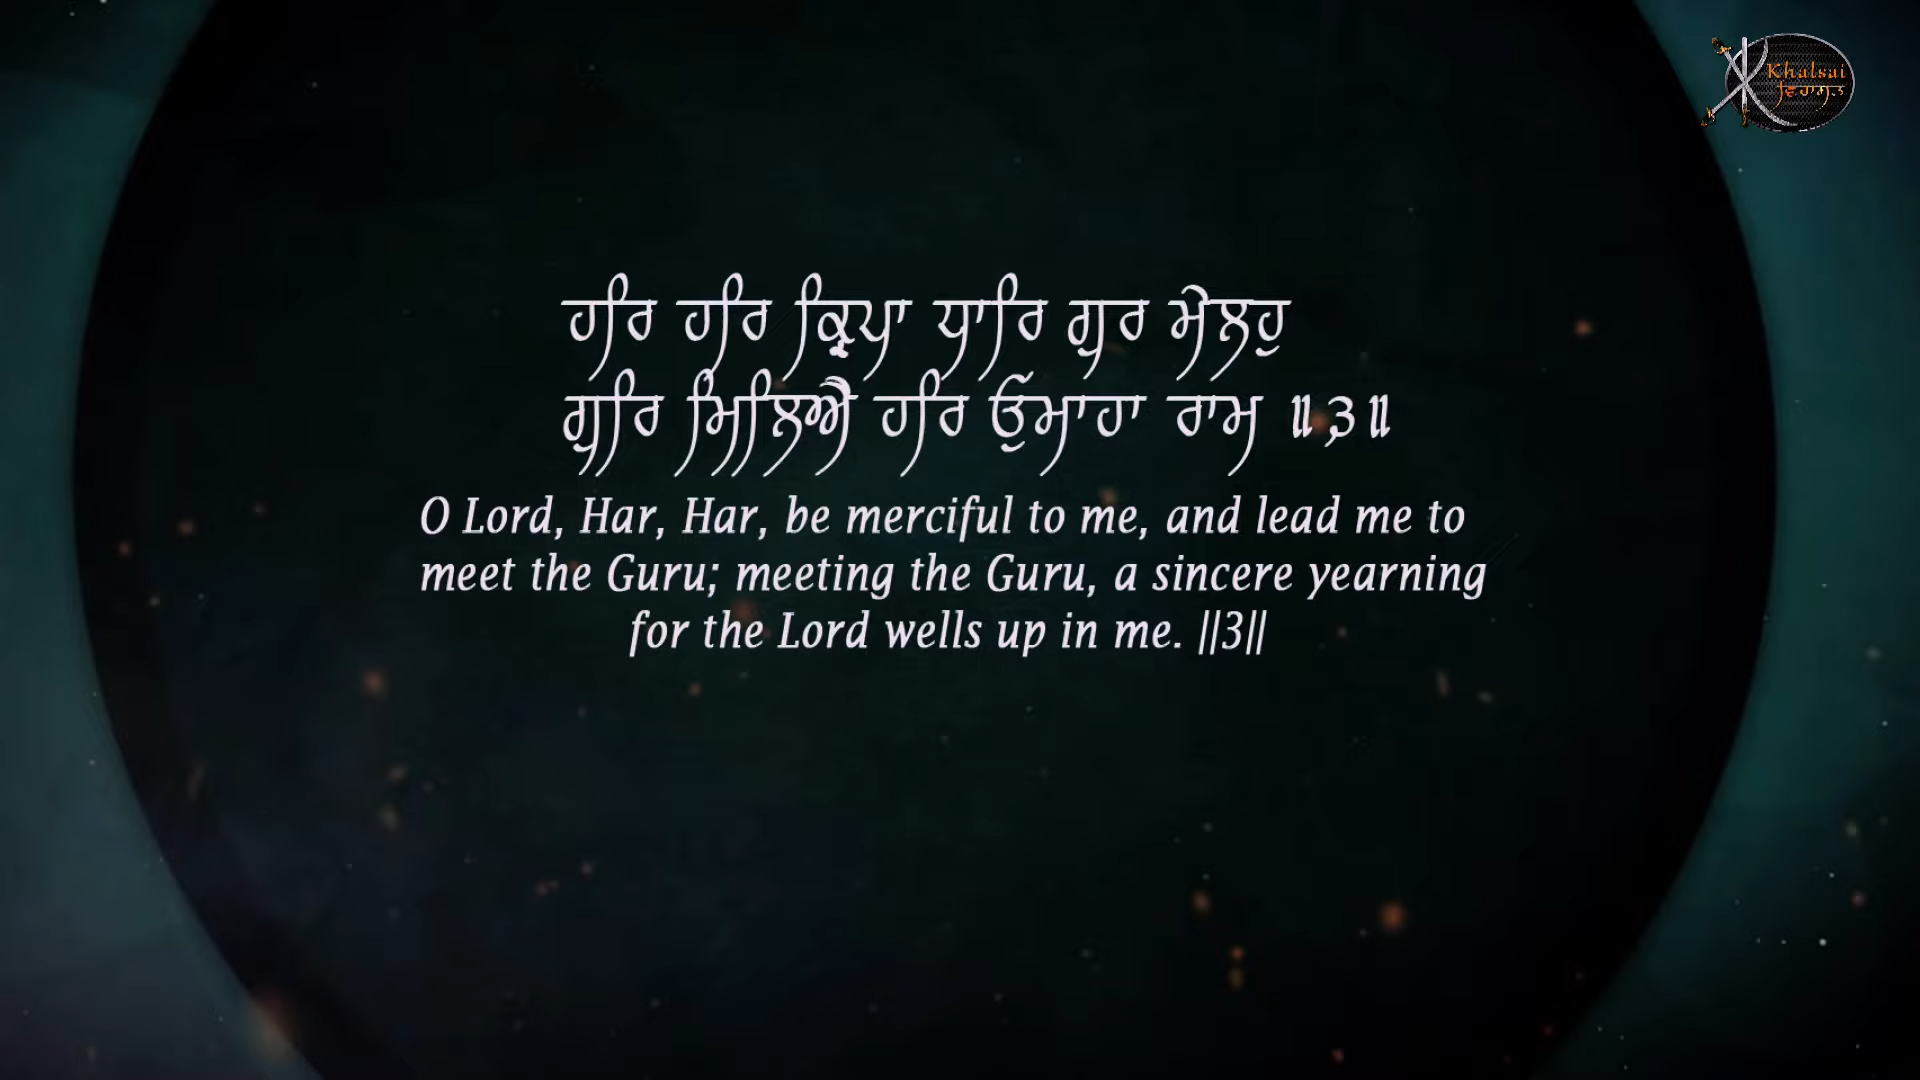 Khalsai
ਵਿਰਾਸਤ
ਹਰਿ ਹਰਿ ਕ੍ਰਿਪਾ ਧਾਰਿ ਗੁਰ ਮੇਲਹੁ
ਗੁਰਿ ਮਿਲਿਐ ਹਰਿ ਓੁਮਾਹਾ ਰਾਮ ॥੩॥
O Lord, Har, Har, be merciful to me, and lead me to
meet the Guru; meeting the Guru, a sincere yearning
for the Lord wells up in me. ||3||